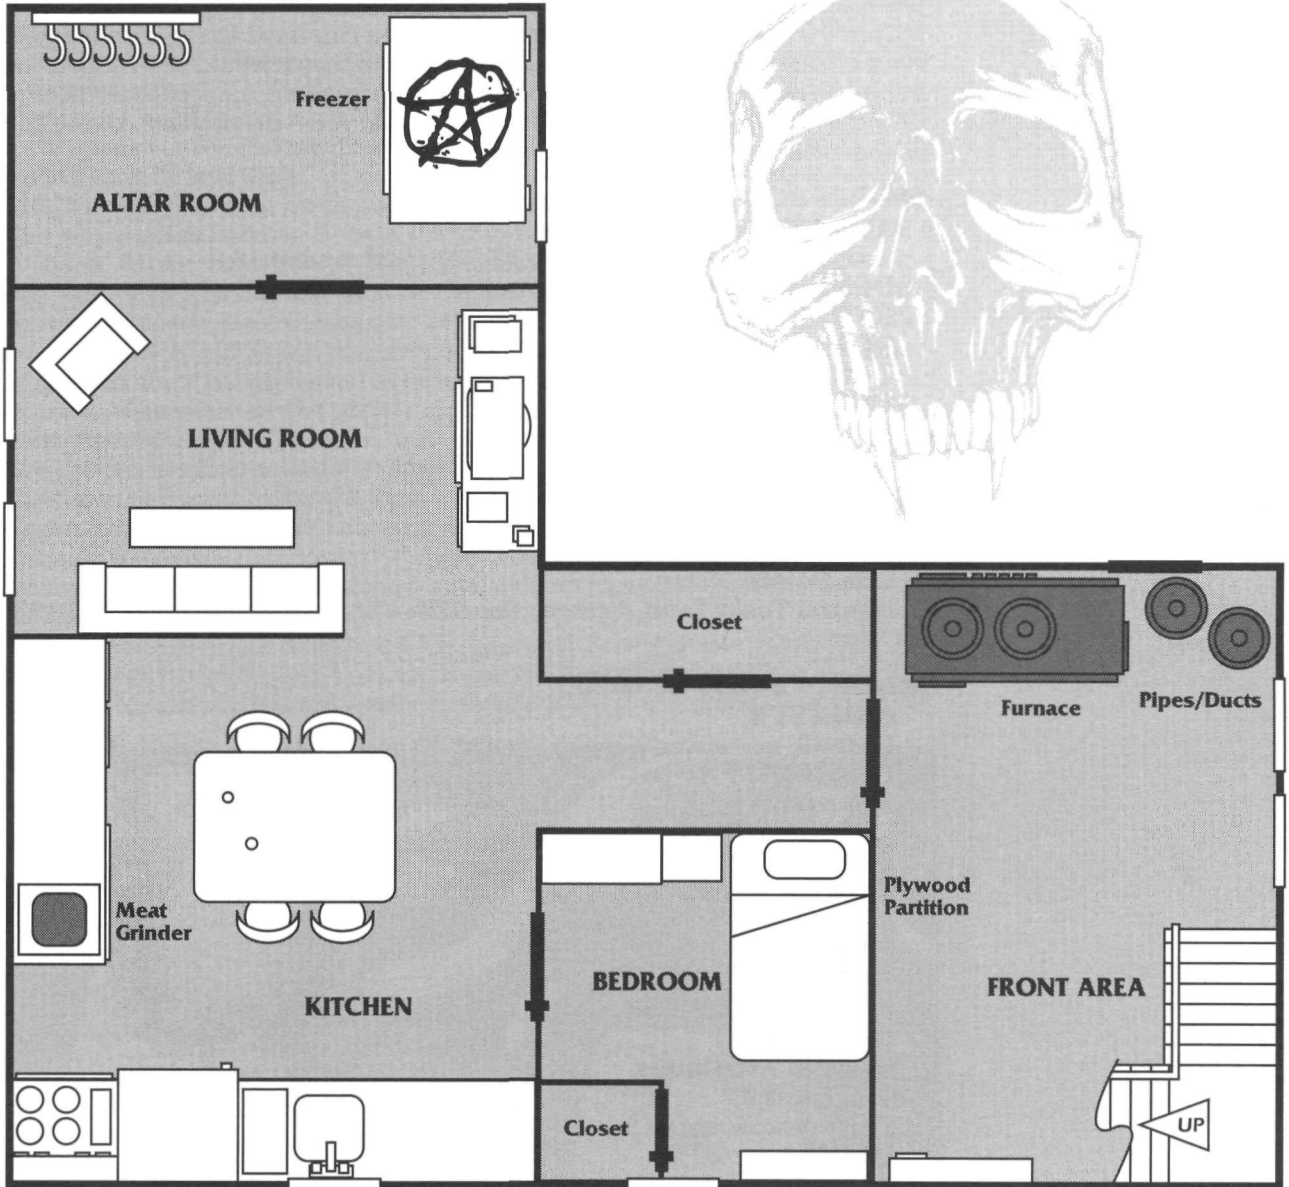 Freezer
ALTAR ROOM
LIVING ROOM
Closet
Furnace
Pipes/Ducts
Meat
Grinder
Plywood
Partition
KITCHEN
BEDROOM
FRONT AREA
Closet
UP